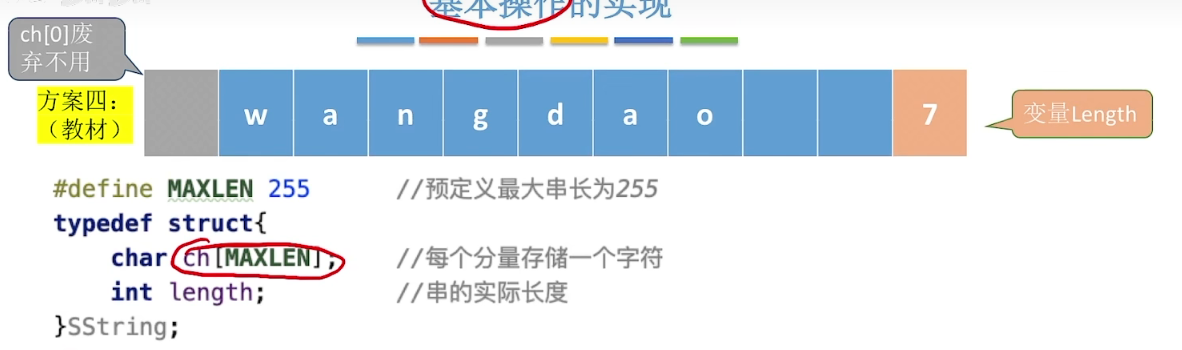 基本操作的实现
ch[0]废
弃不用
方案四：
（教材）
w a n g d a o 7
变量Length
#define MAXLEN 255 //预定义最大串长为255
typedef struct{
char ch[MAXLEN]; //每个分量存储一个字符
int length; //串的实际长度
}SString;